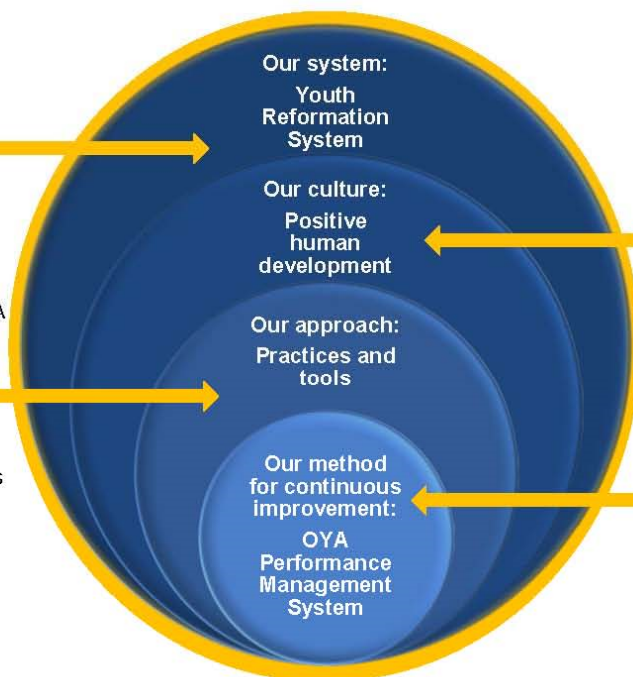 Our system:
Youth
Reformation
System
Our culture:
Positive
human
development
A
Our approach:
Practices and
tools
s
Our method
for continuous
improvement:
OYA
Performance
Management
System